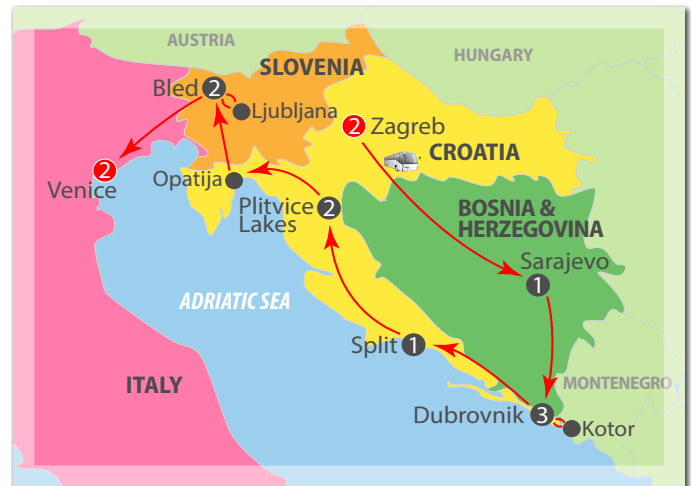 AUSTRIA
HUNGARY
SLOVENIA
Bled 2
Ljubljana
2 Zagreb
CROATIA
2
Venice
Opatija
Plitvice 2
Lakes
BOSNIA &
HERZEGOVINA
Sarajevo
1
ADRIATIC SEA
Split 1
ITALY
MONTENEGRO
Dubrovnik 3
Kotor